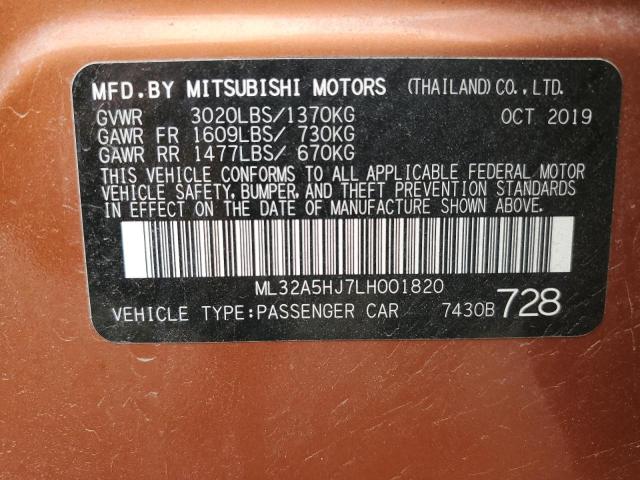 MFD.BY MITSUBISHI MOTORS (THAILAND)CO.,LTD.
GVWR 3020LBS/1370KG OCT 2019
GAWR FR 1609LBS/ 730KG
GAWR RR 1477LBS/ 670KG
THIS VEHICLE CONFORMS TO ALL APPLICABLE FEDERAL MOTOR
VEHICLE SAFETY, BUMPER, AND THEFT PREVENTION STANDARDS
IN EFFECT ON THE DATE OF MANUFACTURE SHOWN ABOVE.
ML32A5HJ7LH001820
VEHICLE TYPE:PASSENGER CAR 7430B 728